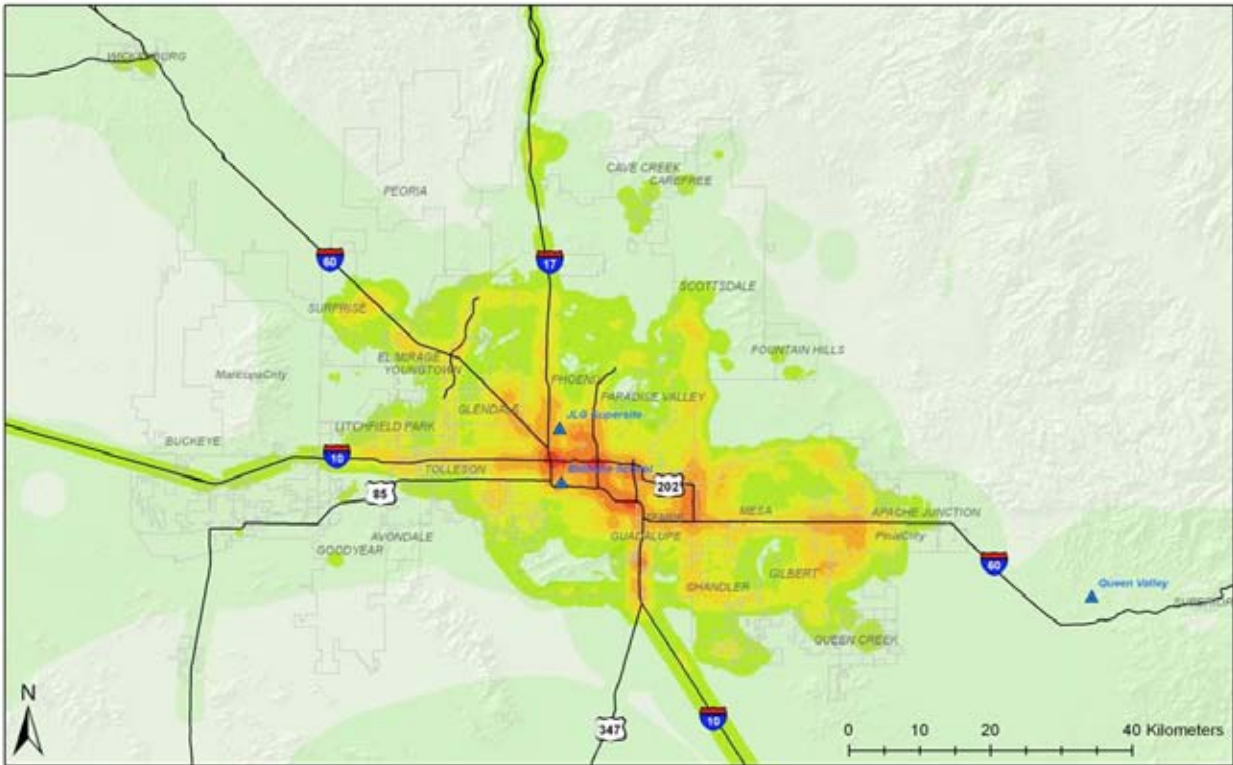 WICKENBURG
CAVE CREEK
CAREFREE
PEORIA
60
17
SCOTTSDALE
SURPRISE
FOUNTAIN HILLS
EL MIRAGE
YOUNGTOWN
PHOENI
PARADISE VALLEY
GLENDALE
JLG Supersite
LITCHFIELD PARK
BUCKEYE
10
TOLLESON
85
202
MESA
APACHE JUNCTION
TEMPE
GUADALUPE
PinalCity
AVONDALE
GOODYEAR
60
GILBERT
CHANDLER
Queen Valley
SUPERIOR
QUEEN CREEK
N
10
347
0 10 20 40 Kilometers